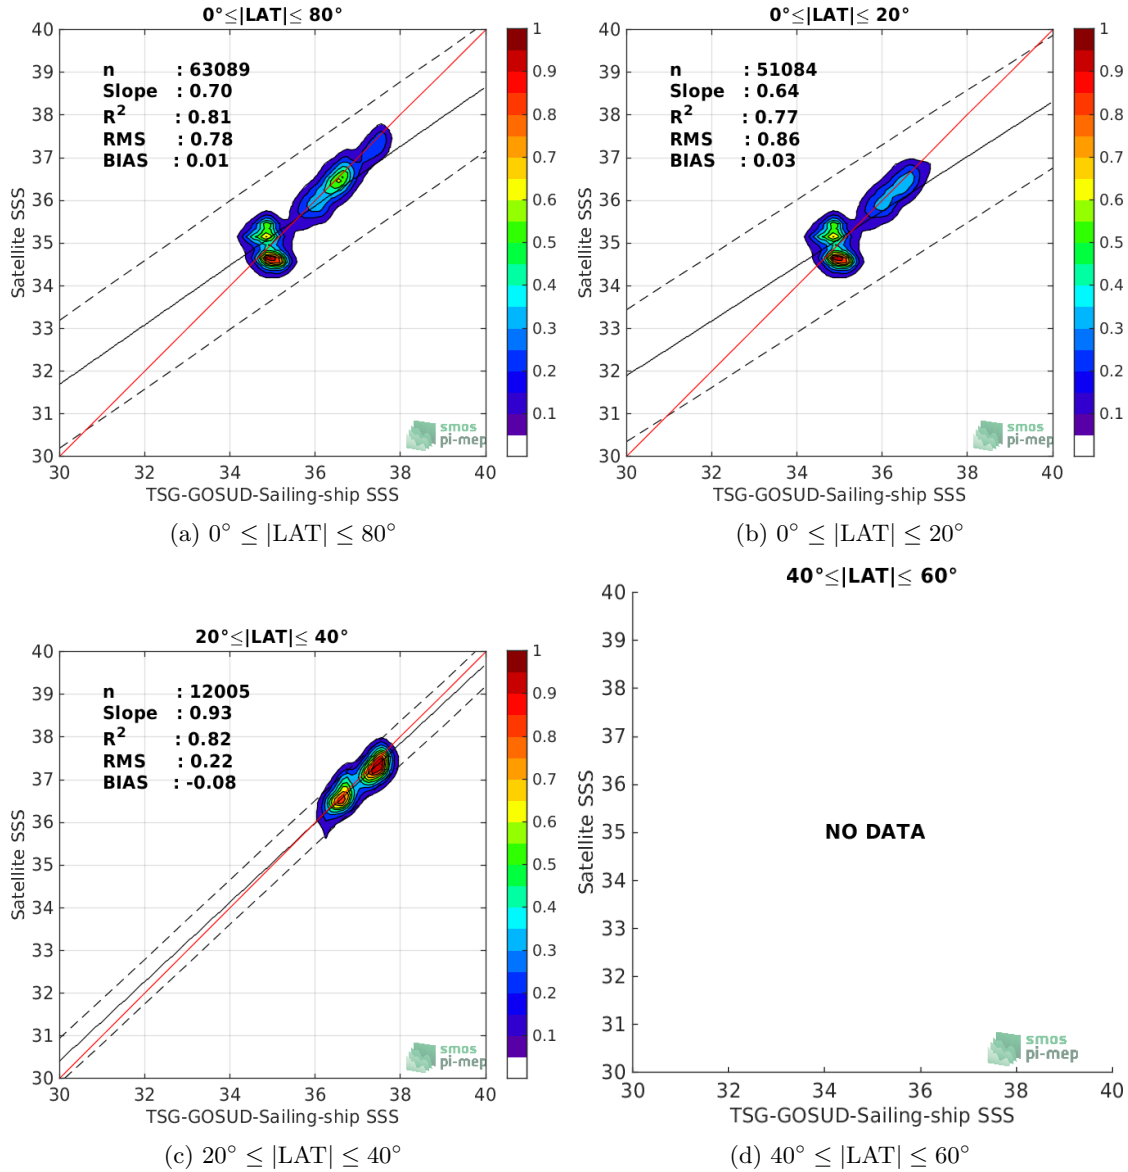 0°≤|LAT|≤ 80°
n : 63089
Slope : 0.70
R² : 0.81
RMS : 0.78
BIAS : 0.01
40
39
38
37
36
35
34
33
32
31
30
30 32 34 36 38 40
1
0.9
0.8
0.7
0.6
0.5
0.4
0.3
0.2
0.1
Satellite SSS
TSG-GOSUD-Sailing-ship SSS
smos
pi-mep
(a) 0° ≤ |LAT| ≤ 80°
0°≤|LAT|≤ 20°
n : 51084
Slope : 0.64
R² : 0.77
RMS : 0.86
BIAS : 0.03
40
39
38
37
36
35
34
33
32
31
30
30 32 34 36 38 40
1
0.9
0.8
0.7
0.6
0.5
0.4
0.3
0.2
0.1
Satellite SSS
TSG-GOSUD-Sailing-ship SSS
smos
pi-mep
(b) 0° ≤ |LAT| ≤ 20°
20°≤|LAT|≤ 40°
n : 12005
Slope : 0.93
R² : 0.82
RMS : 0.22
BIAS : -0.08
40
39
38
37
36
35
34
33
32
31
30
30 32 34 36 38 40
1
0.9
0.8
0.7
0.6
0.5
0.4
0.3
0.2
0.1
Satellite SSS
TSG-GOSUD-Sailing-ship SSS
smos
pi-mep
(c) 20° ≤ |LAT| ≤ 40°
40°≤|LAT|≤ 60°
40
39
38
37
36
35
34
33
32
31
30
30 32 34 36 38 40
NO DATA
Satellite SSS
TSG-GOSUD-Sailing-ship SSS
smos
pi-mep
(d) 40° ≤ |LAT| ≤ 60°